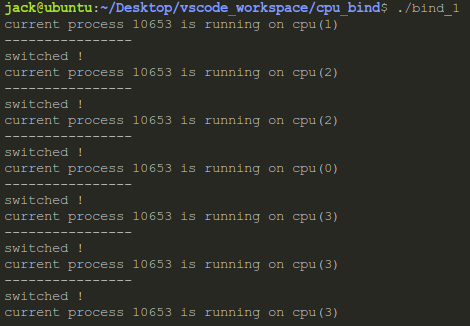 jack@ubuntu:~/Desktop/vscode_workspace/cpu_bind$ ./bind_1
current process 10653 is running on cpu(1)
----------------
switched !
current process 10653 is running on cpu(2)
----------------
switched !
current process 10653 is running on cpu(2)
----------------
switched !
current process 10653 is running on cpu(0)
----------------
switched !
current process 10653 is running on cpu(3)
----------------
switched !
current process 10653 is running on cpu(3)
----------------
switched !
current process 10653 is running on cpu(3)